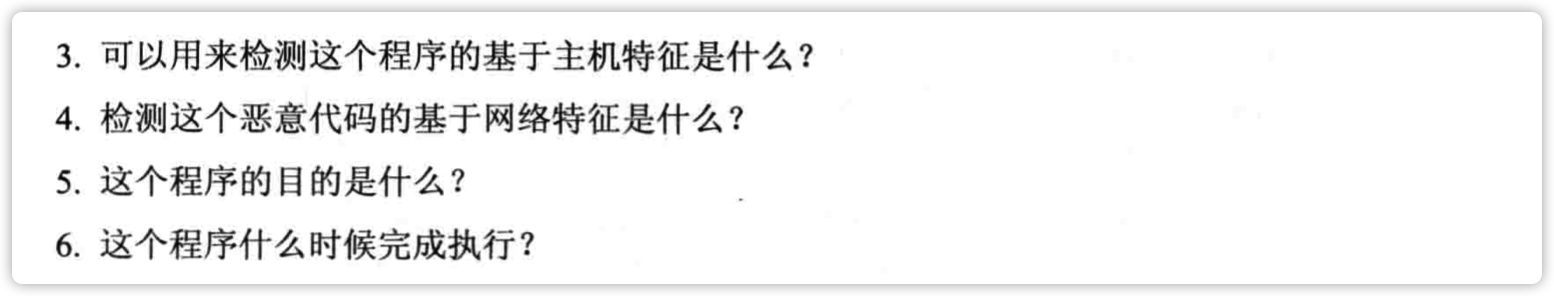 3. 可以用来检测这个程序的基于主机特征是什么？
4. 检测这个恶意代码的基于网络特征是什么？
5. 这个程序的目的是什么？
6. 这个程序什么时候完成执行？